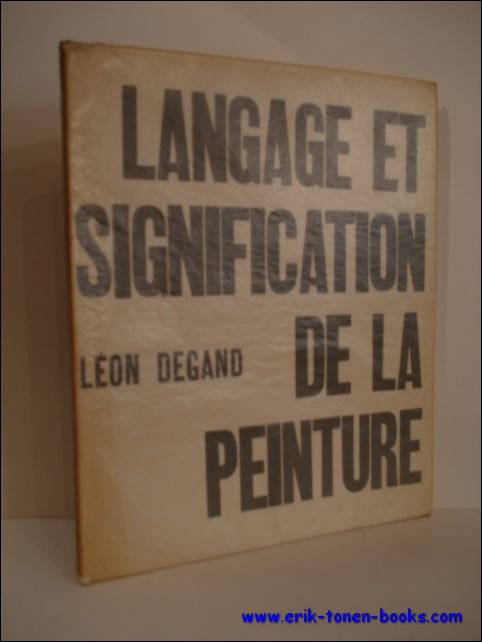 LANGAGE ET
SIGNIFICATION
DE LA
LÉON DEGAND
PEINTURE
www.erik-tonen-books.com